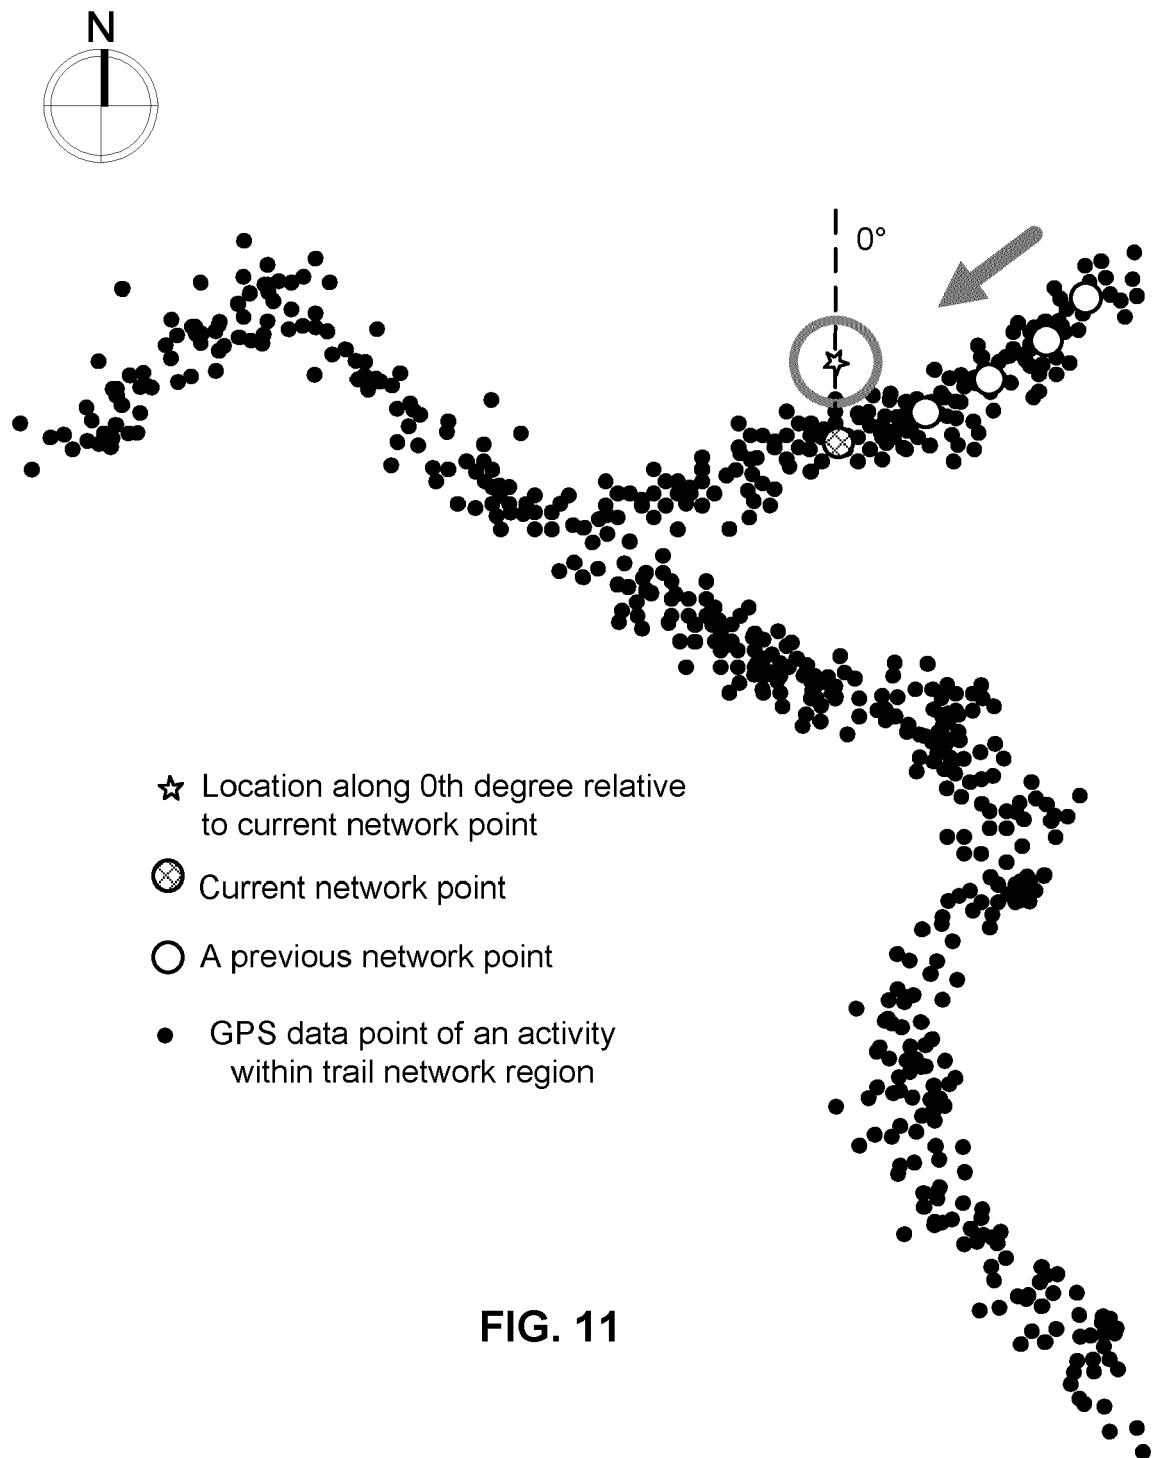 N
0°
Location along 0th degree relative
to current network point
Current network point
A previous network point
GPS data point of an activity
within trail network region
FIG. 11